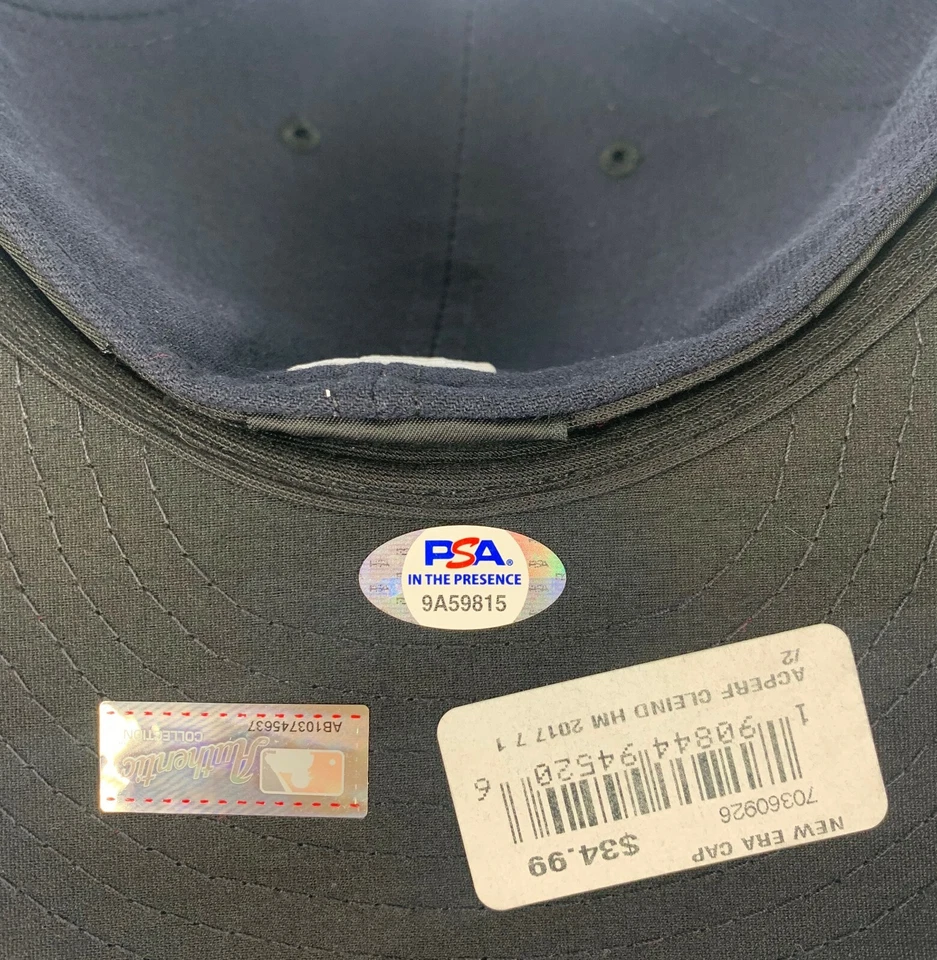 PSA®
IN THE PRESENCE
9A59815
AB103745637
Authentic
COLLECTION
NEW ERA CAP
$34.99
70360926
1 90844 94520 6
ACPERF CLEIND HM 2017 7 1
/2